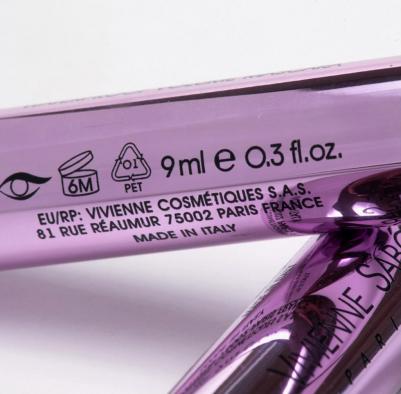 6M
01
PET
9ml e 0.3 fl.oz.
EU/RP: VIVIENNE COSMÉTIQUES S.A.S.
81 RUE RÉAUMUR 75002 PARIS FRANCE
MADE IN ITALY
VIVIENNE SABÓ
PARIS